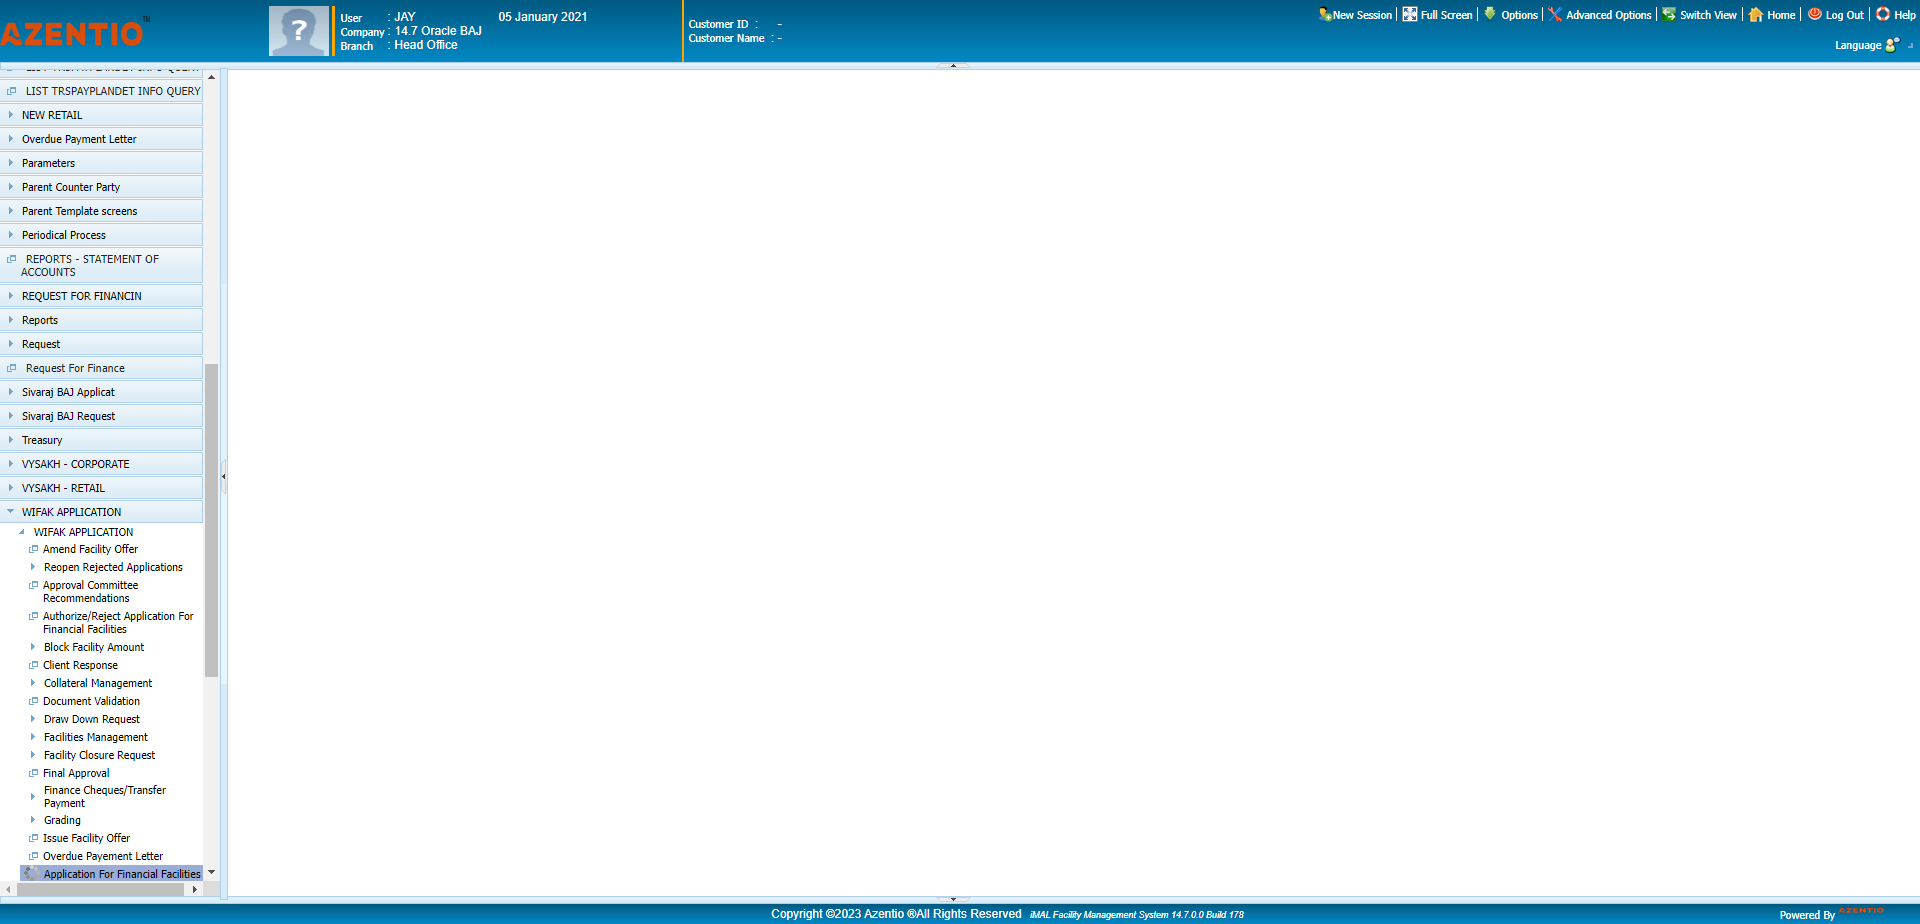 AZENTIO TM
User : JAY 05 January 2021
Company : 14.7 Oracle BAJ
Branch : Head Office
Customer ID : -
Customer Name : -
New Session Full Screen Options Advanced Options Switch View Home Log Out Help
Language
LIST TRSPAYPLANDET INFO QUERY
LIST TRSPAYPLANDET INFO QUERY
NEW RETAIL
Overdue Payment Letter
Parameters
Parent Counter Party
Parent Template screens
Periodical Process
REPORTS - STATEMENT OF
ACCOUNTS
REQUEST FOR FINANCIN
Reports
Request
Request For Finance
Sivaraj BAJ Applicat
Sivaraj BAJ Request
Treasury
VYSAKH - CORPORATE
VYSAKH - RETAIL
WIFAK APPLICATION
WIFAK APPLICATION
Amend Facility Offer
Reopen Rejected Applications
Approval Committee
Recommendations
Authorize/Reject Application For
Financial Facilities
Block Facility Amount
Client Response
Collateral Management
Document Validation
Draw Down Request
Facilities Management
Facility Closure Request
Final Approval
Finance Cheques/Transfer
Payment
Grading
Issue Facility Offer
Overdue Payement Letter
Application For Financial Facilities
Copyright ©2023 Azentio ®All Rights Reserved iMAL Facility Management System 14.7.0.0 Build 178
Powered By AZENTIO